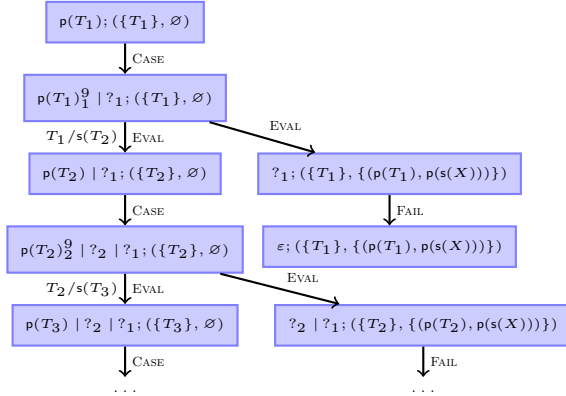 p(T₁); ({T₁}, ∅)
CASE
p(T₁)₁⁹ | ?₁; ({T₁}, ∅)
T₁/s(T₂) EVAL EVAL
p(T₂) | ?₁; ({T₂}, ∅) ?₁; ({T₁}, {(p(T₁), p(s(X)))})
CASE FAIL
p(T₂)₂⁹ | ?₂ | ?₁; ({T₂}, ∅) ε; ({T₁}, {(p(T₁), p(s(X)))})
T₂/s(T₃) EVAL EVAL
p(T₃) | ?₂ | ?₁; ({T₃}, ∅) ?₂ | ?₁; ({T₂}, {(p(T₂), p(s(X)))})
CASE FAIL
... ...